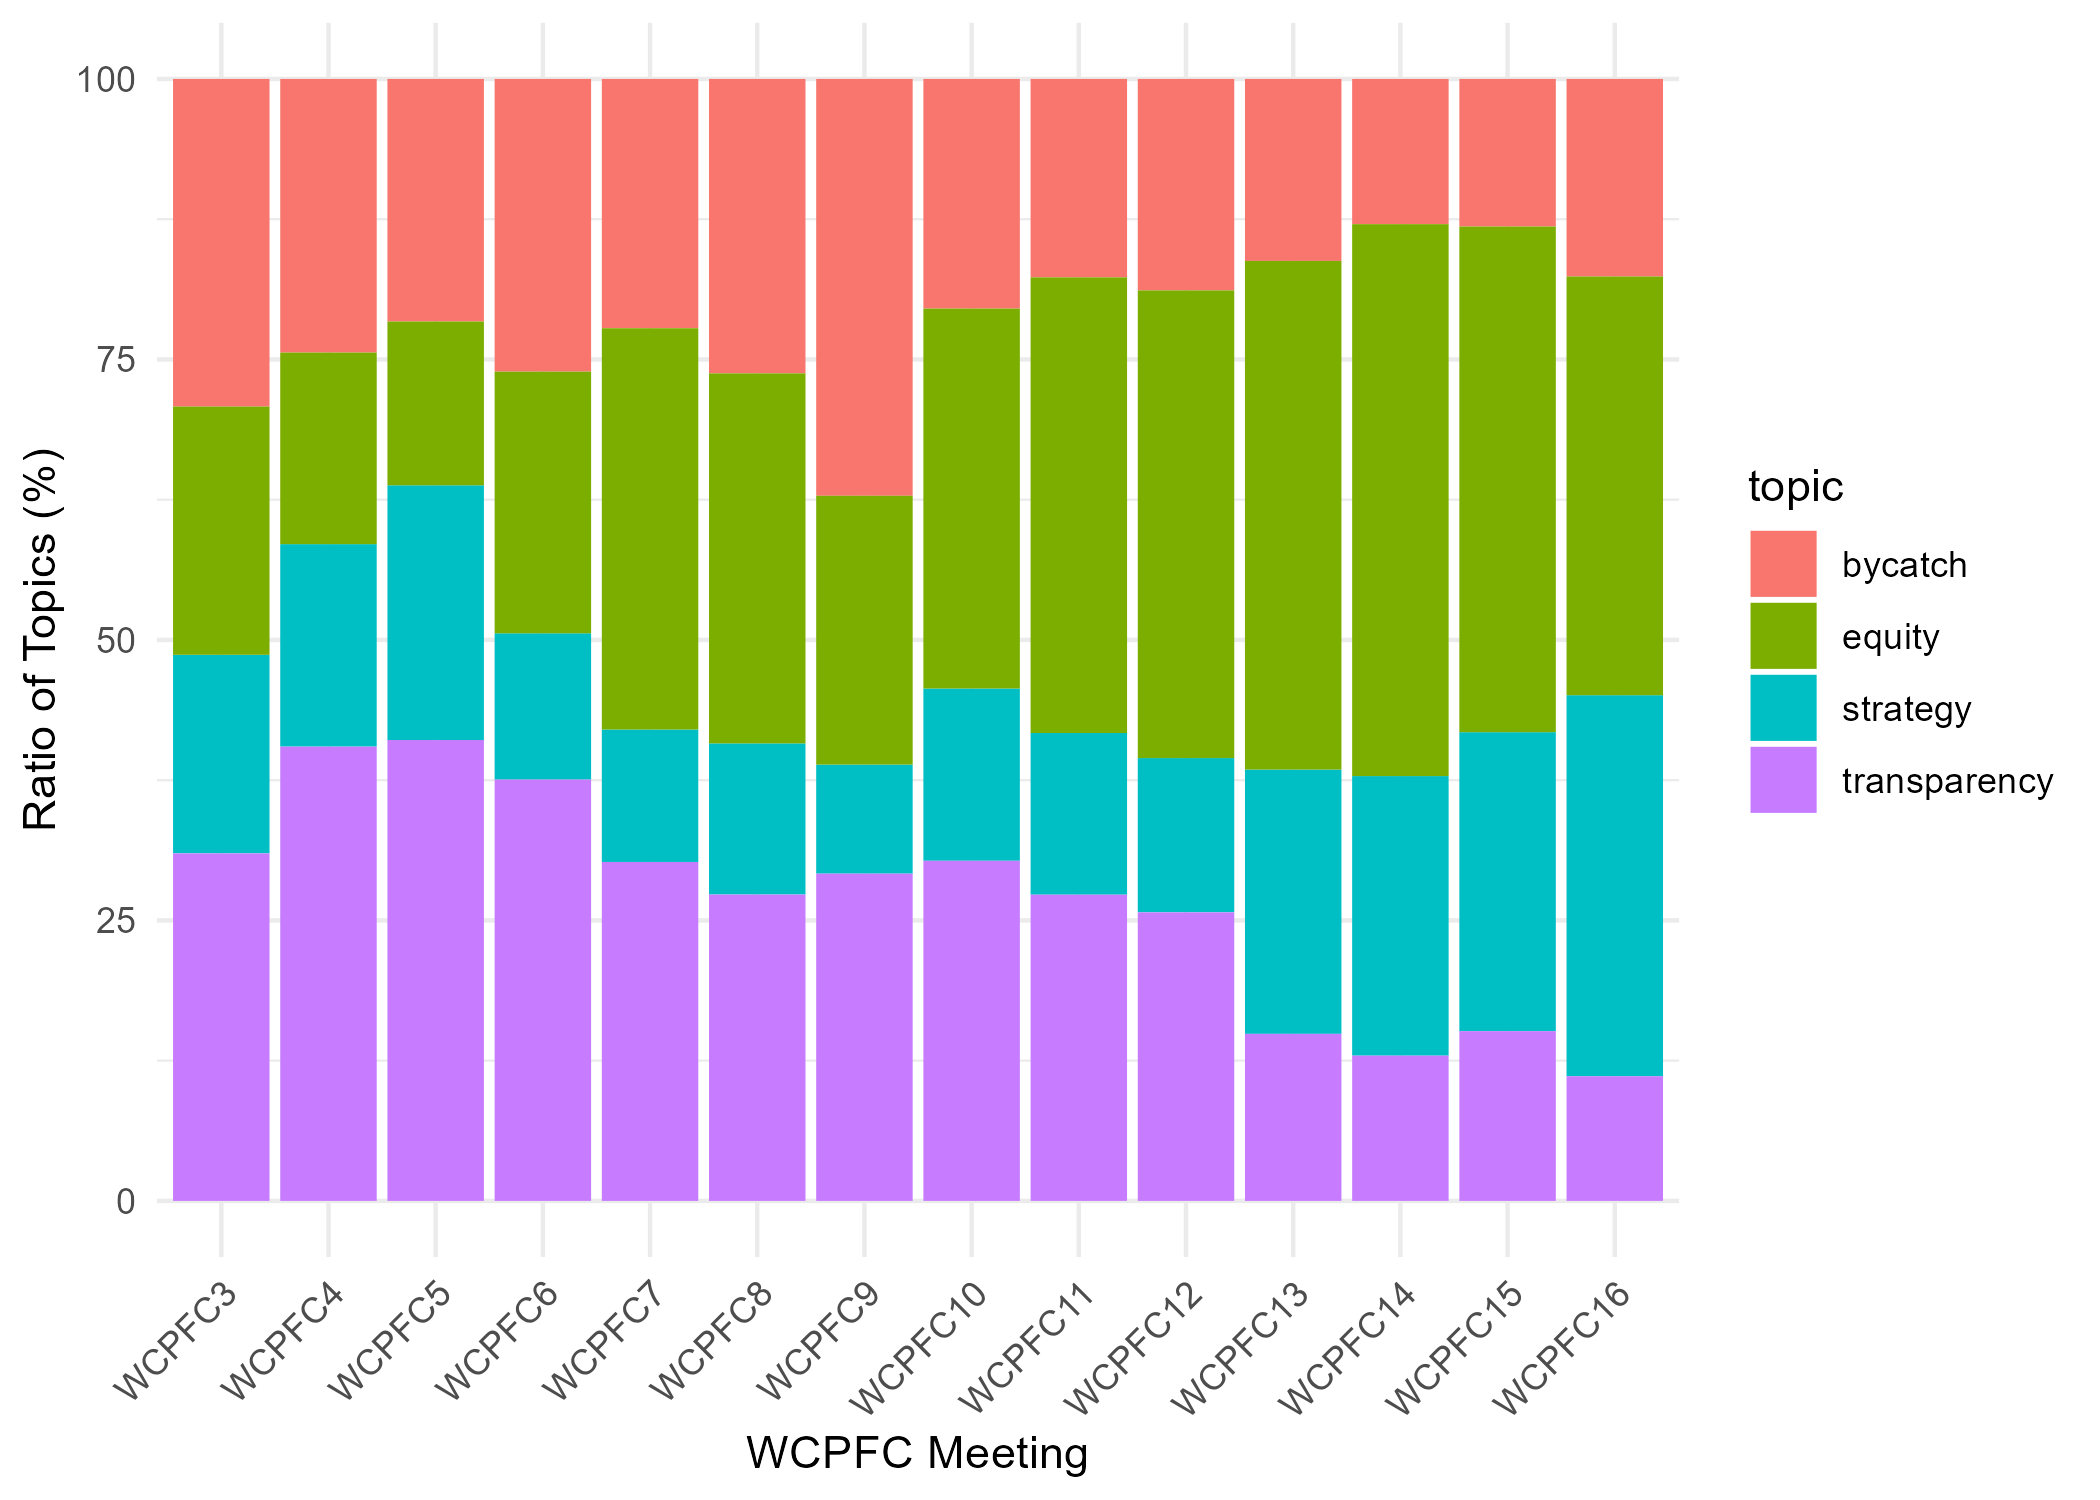 100
75
50
25
0
Ratio of Topics (%)
WCPFC3
WCPFC4
WCPFC5
WCPFC6
WCPFC7
WCPFC8
WCPFC9
WCPFC10
WCPFC11
WCPFC12
WCPFC13
WCPFC14
WCPFC15
WCPFC16
WCPFC Meeting
topic
bycatch
equity
strategy
transparency